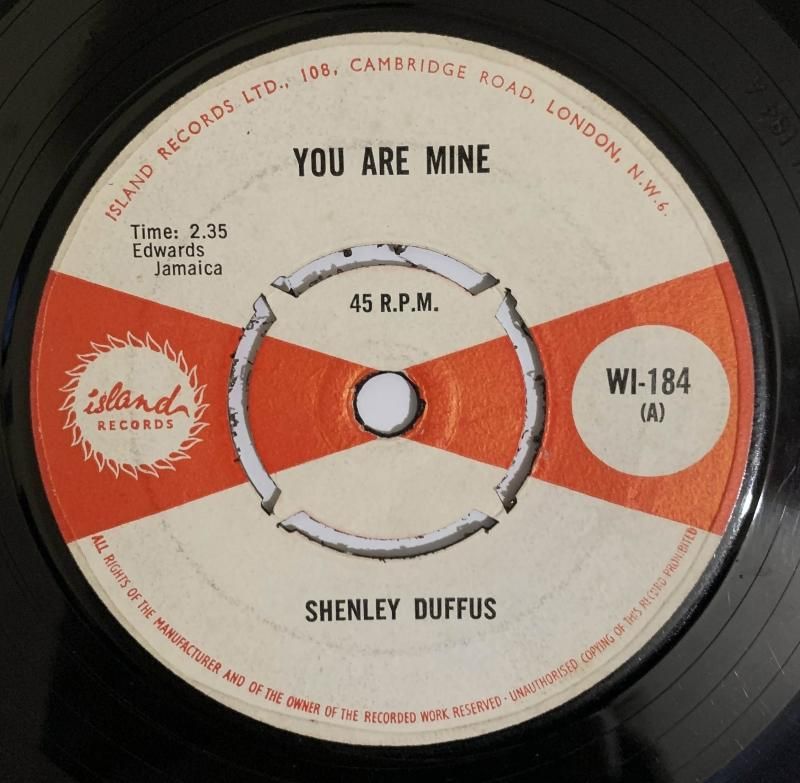 ISLAND RECORDS LTD., 108, CAMBRIDGE ROAD, LONDON, N.W.6.
YOU ARE MINE
Time: 2.35
Edwards
Jamaica
45 R.P.M.
island
RECORDS
WI-184
(A)
SHENLEY DUFFUS
ALL RIGHTS OF THE MANUFACTURER AND OF THE OWNER OF THE RECORDED WORK RESERVED · UNAUTHORISED COPYING OF THIS RECORD PROHIBITED